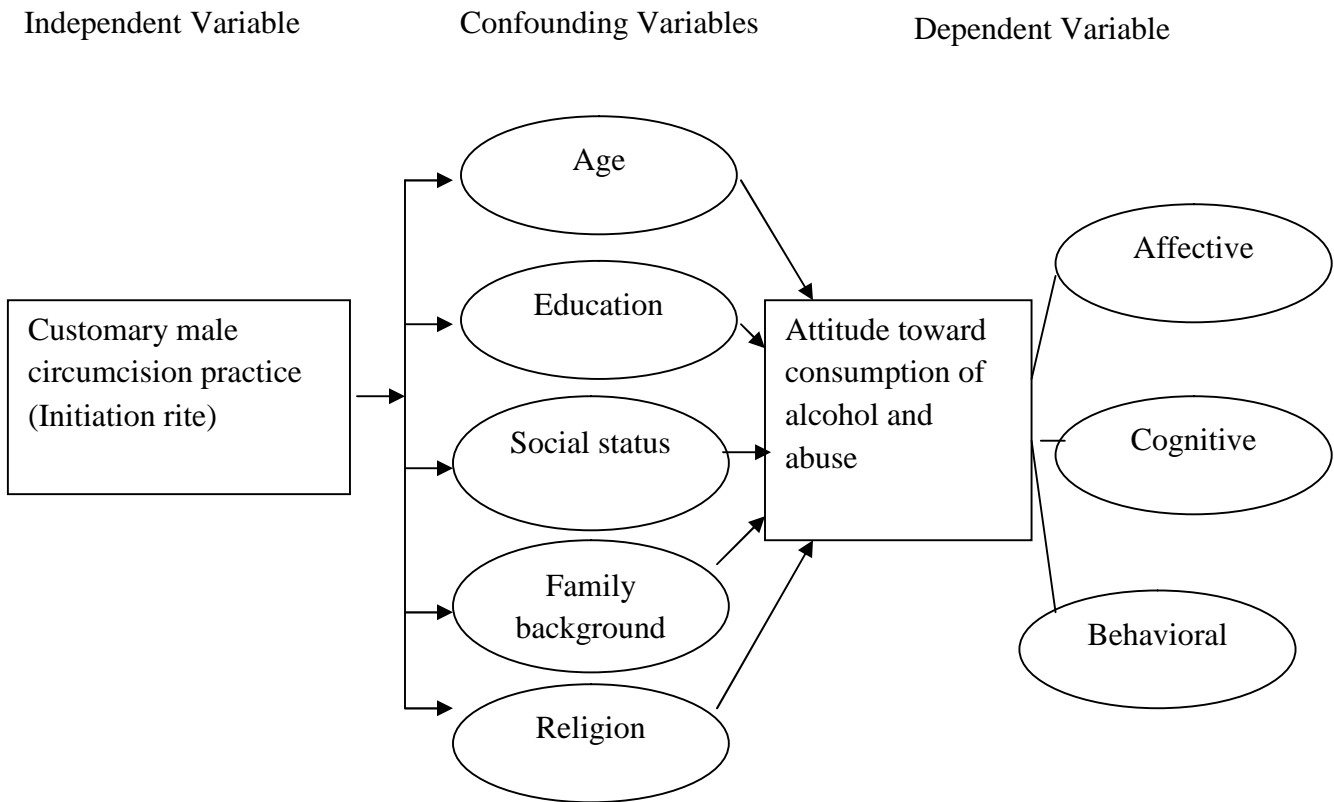 Independent Variable
Confounding Variables
Dependent Variable
Customary male
circumcision practice
(Initiation rite)
Age
Education
Social status
Family
background
Religion
Attitude toward
consumption of
alcohol and
abuse
Affective
Cognitive
Behavioral